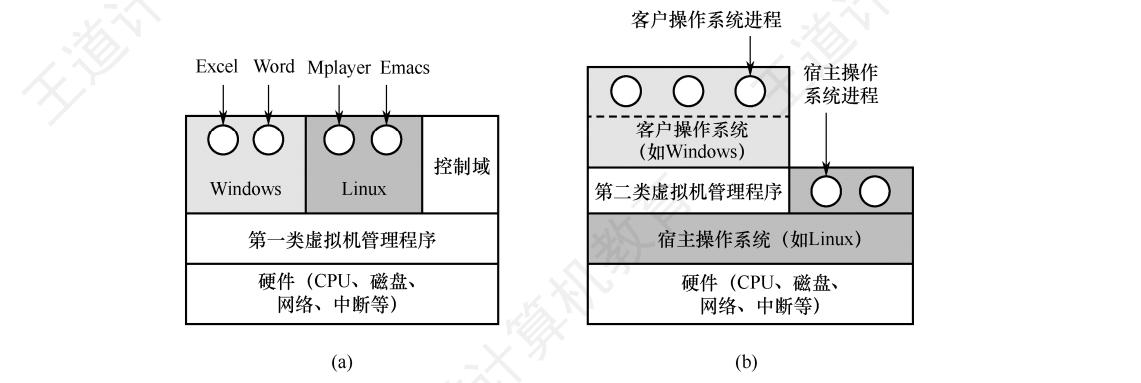 Excel Word Mplayer Emacs
Windows
Linux
控制域
第一类虚拟机管理程序
硬件（CPU、磁盘、
网络、中断等）
(a)
客户操作系统进程
宿主操作
系统进程
客户操作系统
（如Windows）
第二类虚拟机管理程序
宿主操作系统（如Linux）
硬件（CPU、磁盘、
网络、中断等）
(b)
王道计
王道计
计算机教育